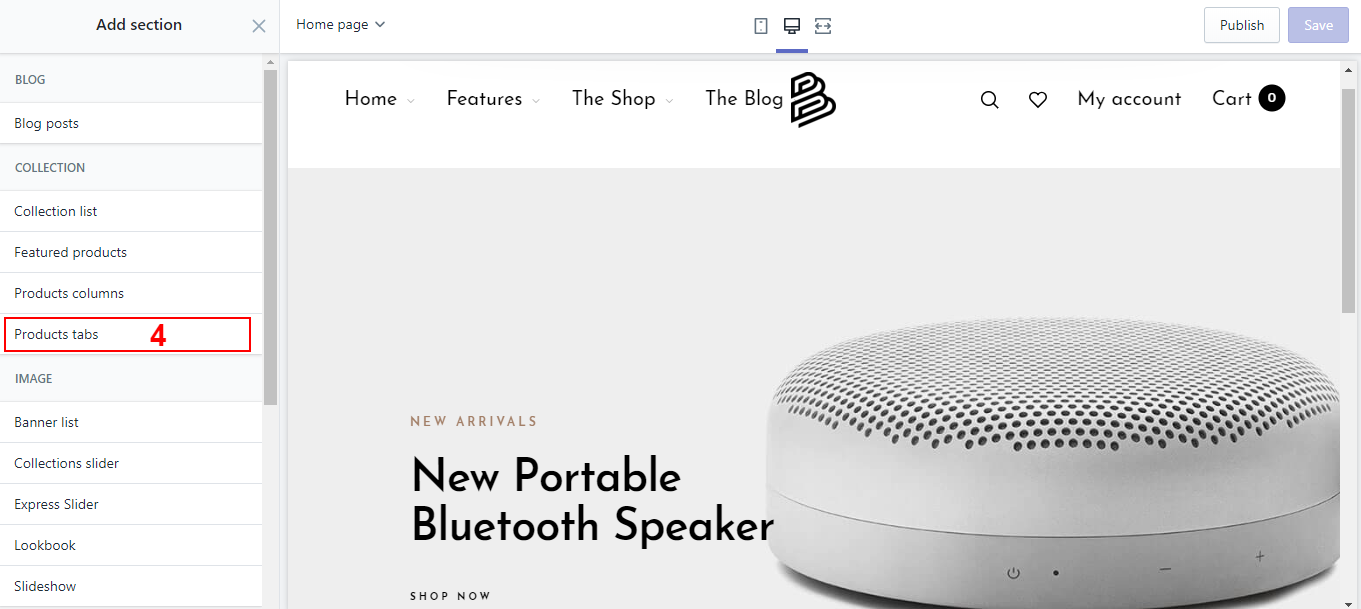 Add section
Home page
Publish
Save
BLOG
Blog posts
COLLECTION
Collection list
Featured products
Products columns
Products tabs 4
IMAGE
Banner list
Collections slider
Express Slider
Lookbook
Slideshow
Home Features The Shop The Blog My account Cart 0
NEW ARRIVALS
New Portable
Bluetooth Speaker
SHOP NOW